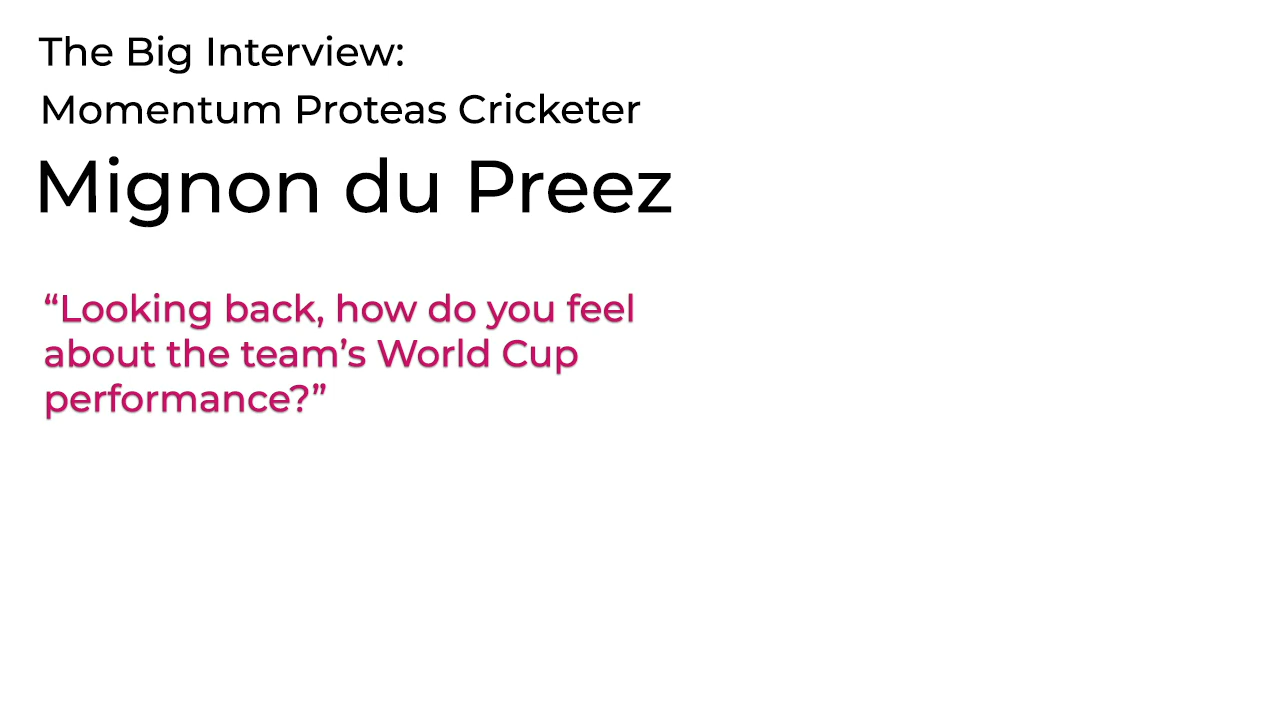 The Big Interview:
Momentum Proteas Cricketer
Mignon du Preez
“Looking back, how do you feel
about the team’s World Cup
performance?”